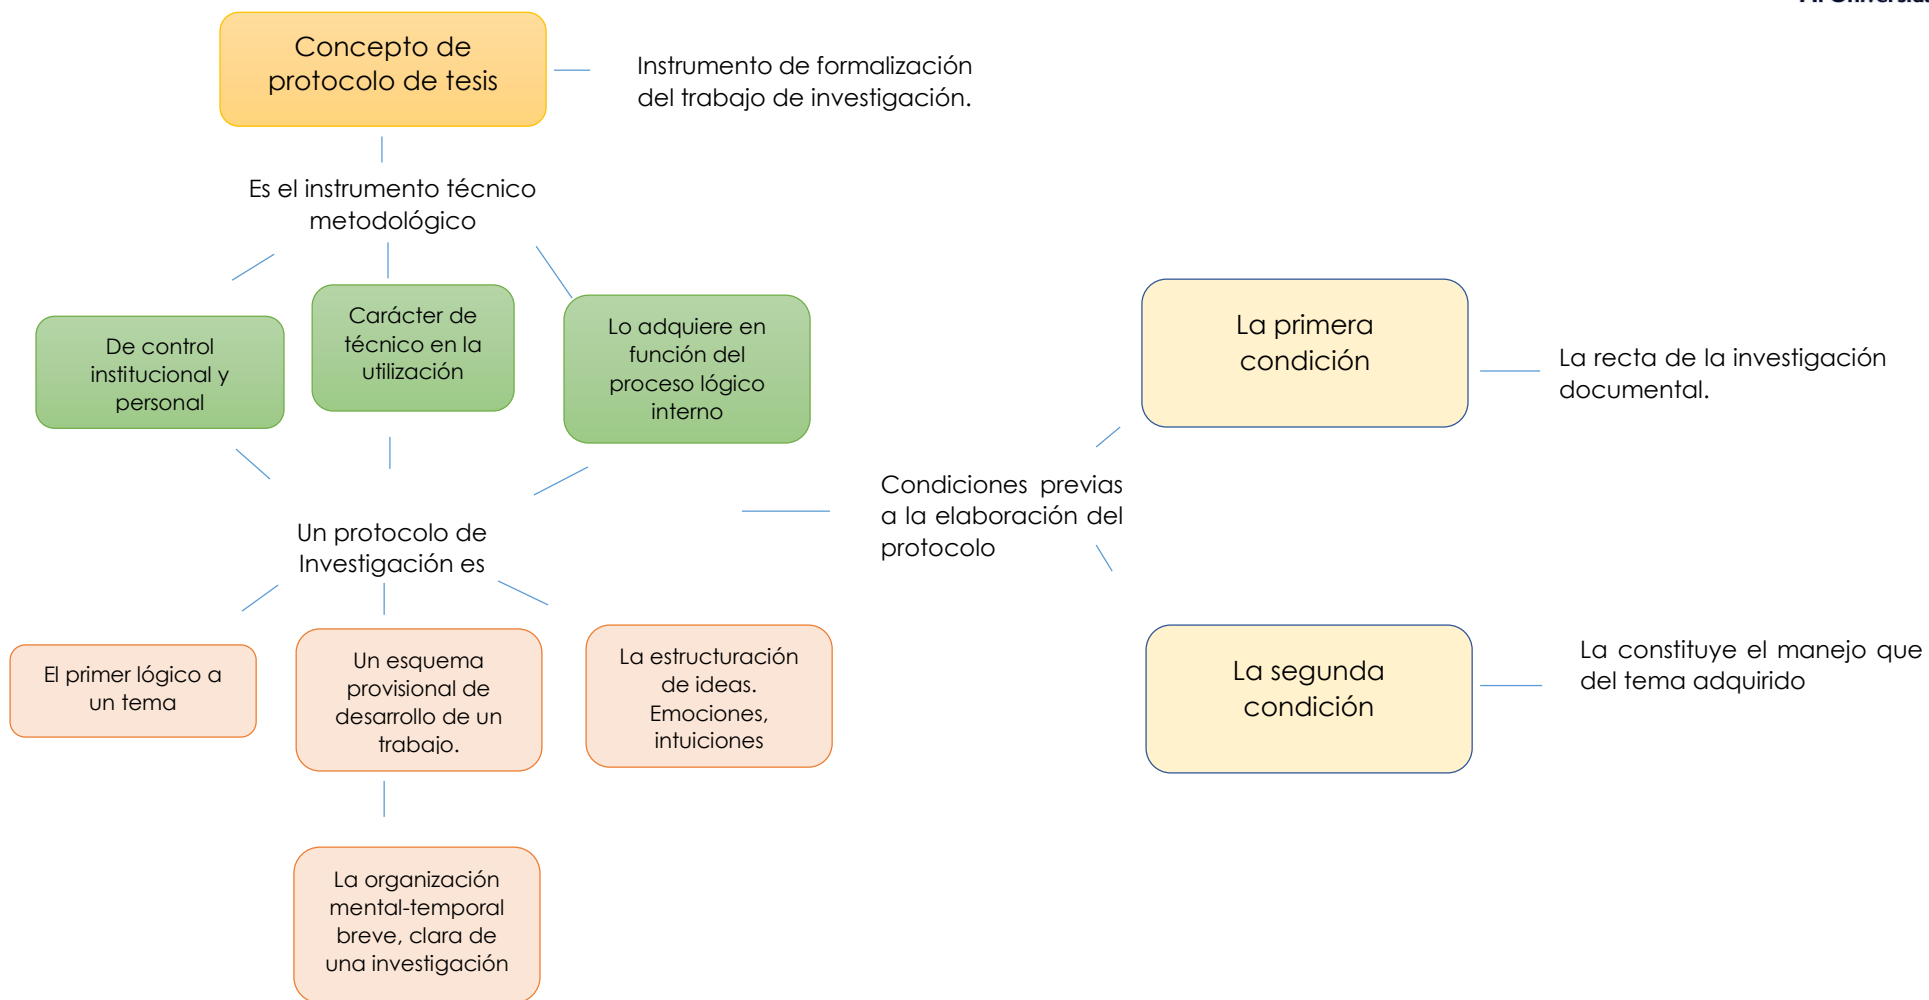 Concepto de
protocolo de tesis
Instrumento de formalización
del trabajo de investigación.
Es el instrumento técnico
metodológico
De control
institucional y
personal
Carácter de
técnico en la
utilización
Lo adquiere en
función del
proceso lógico
interno
Un protocolo de
Investigación es
El primer lógico a
un tema
Un esquema
provisional de
desarrollo de un
trabajo.
La estructuración
de ideas.
Emociones,
intuiciones
La organización
mental-temporal
breve, clara de
una investigación
Condiciones previas
a la elaboración del
protocolo
La primera
condición
La recta de la investigación
documental.
La segunda
condición
La constituye el manejo que
del tema adquirido